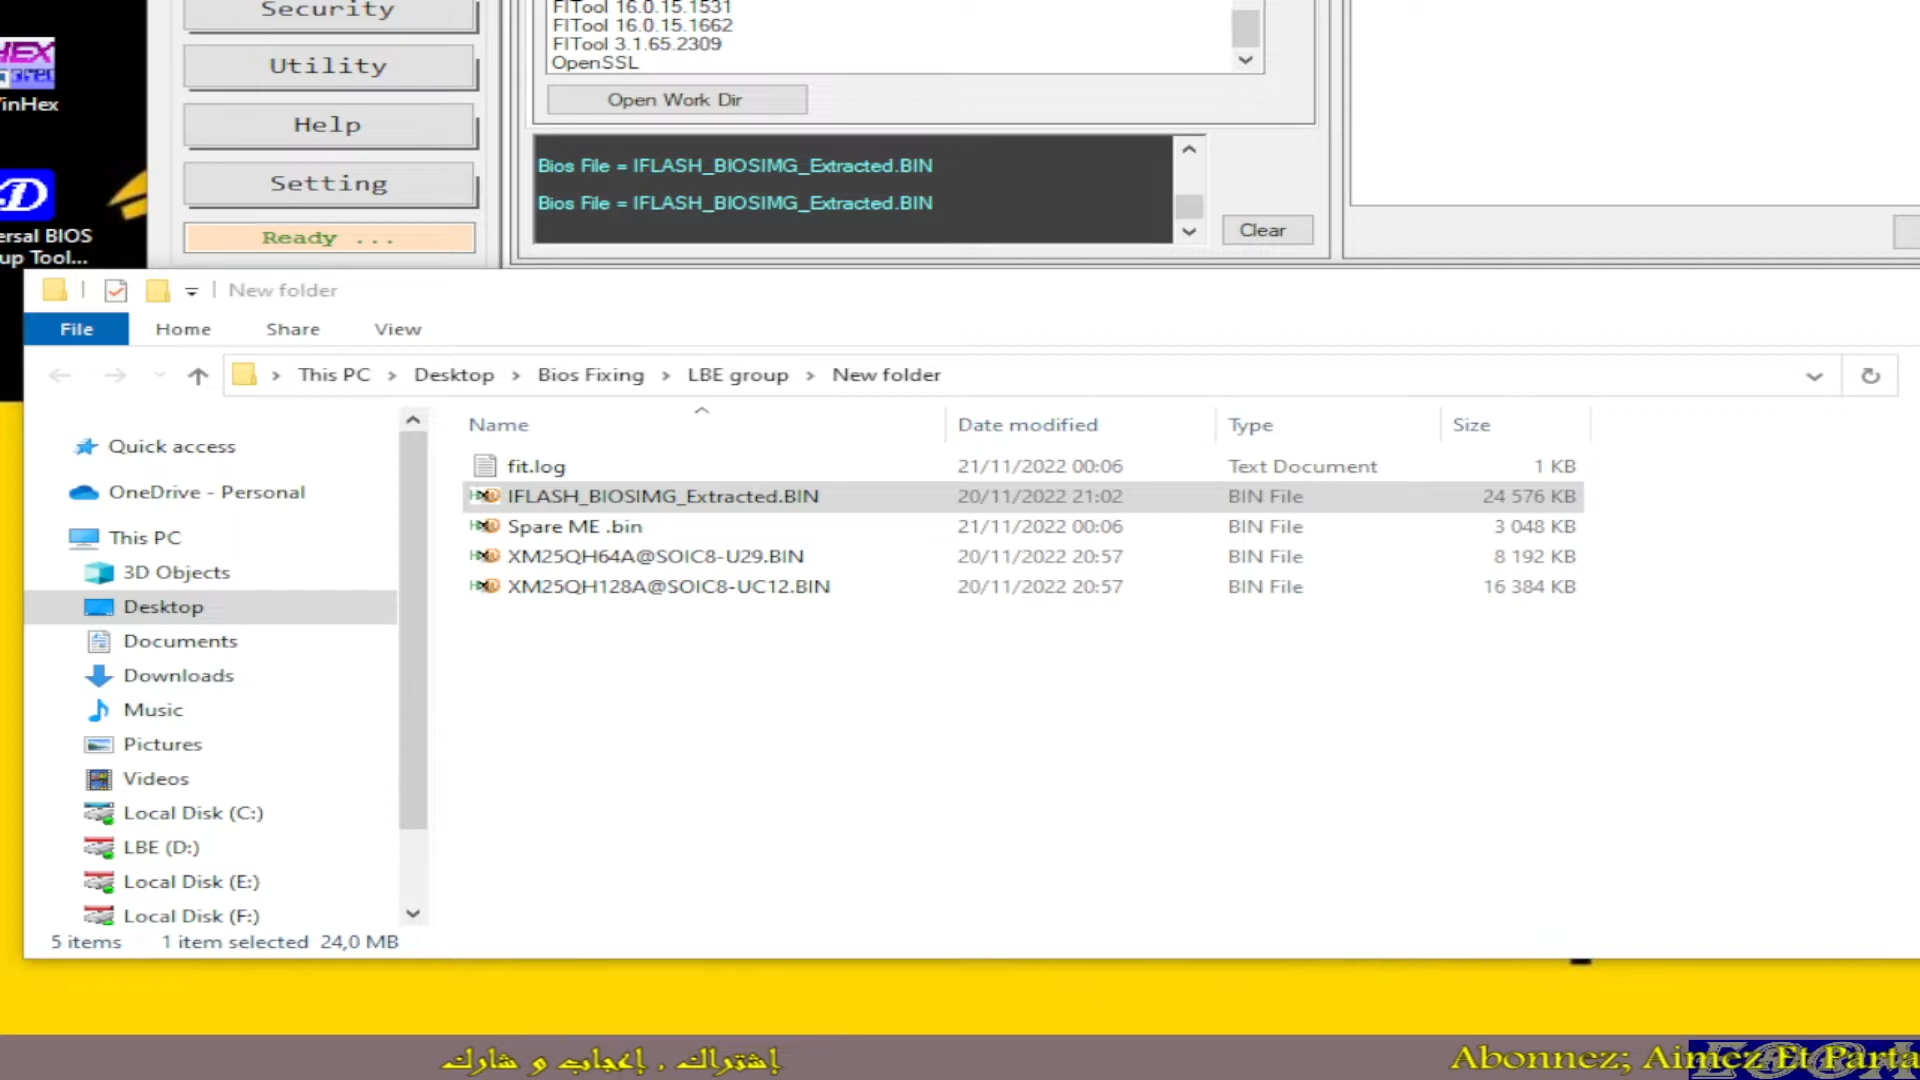 Security
Utility
Help
Setting
Ready ...
FITool 16.0.15.1531
FITool 16.0.15.1662
FITool 3.1.65.2309
OpenSSL
Open Work Dir
Bios File = IFLASH_BIOSIMG_Extracted.BIN
Bios File = IFLASH_BIOSIMG_Extracted.BIN
Clear
HEX
inHex
ersal BIOS
up Tool...
New folder
File Home Share View
This PC > Desktop > Bios Fixing > LBE group > New folder
Name Date modified Type Size
fit.log 21/11/2022 00:06 Text Document 1 KB
IFLASH_BIOSIMG_Extracted.BIN 20/11/2022 21:02 BIN File 24 576 KB
Spare ME .bin 21/11/2022 00:06 BIN File 3 048 KB
XM25QH64A@SOIC8-U29.BIN 20/11/2022 20:57 BIN File 8 192 KB
XM25QH128A@SOIC8-UC12.BIN 20/11/2022 20:57 BIN File 16 384 KB
Quick access
OneDrive - Personal
This PC
3D Objects
Desktop
Documents
Downloads
Music
Pictures
Videos
Local Disk (C:)
LBE (D:)
Local Disk (E:)
Local Disk (F:)
5 items 1 item selected 24,0 MB
إشتراك . إعجاب و شارك
Abonnez; Aimez Et Parta